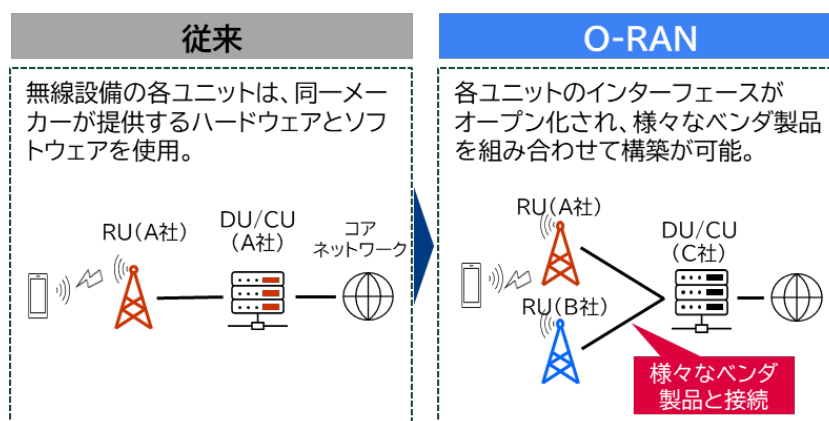 従来
無線設備の各ユニットは、同一メー
カーが提供するハードウェアとソフ
トウェアを使用。
RU(A社)
DU/CU
(A社)
コア
ネットワーク
O-RAN
各ユニットのインターフェースが
オープン化され、様々なベンダ製品
を組み合わせて構築が可能。
RU(A社)
DU/CU
(C社)
RU(B社)
様々なベンダ
製品と接続